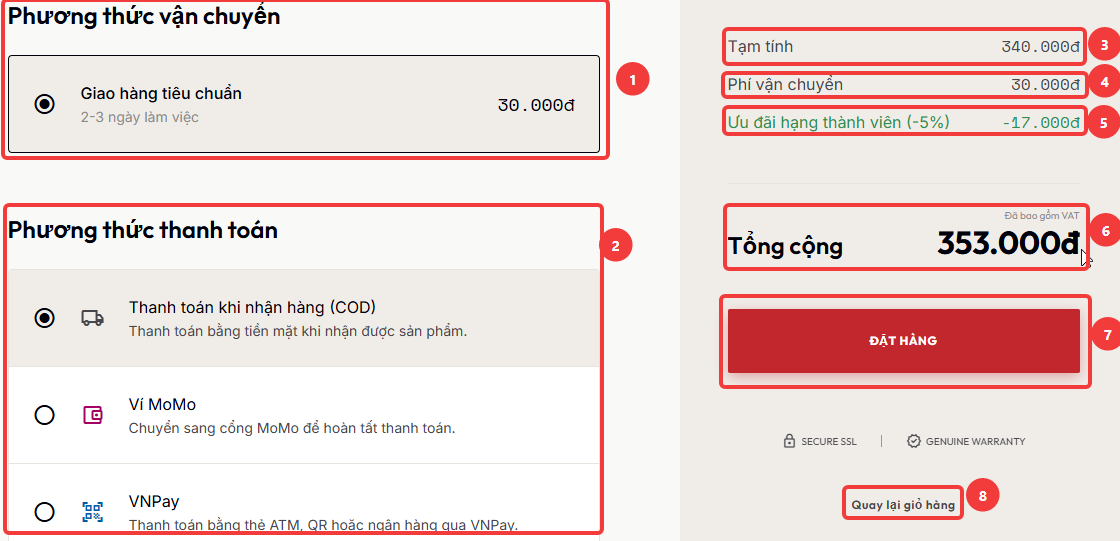 Phương thức vận chuyển
Giao hàng tiêu chuẩn
2-3 ngày làm việc
30.000đ
1
Phương thức thanh toán
2
Thanh toán khi nhận hàng (COD)
Thanh toán bằng tiền mặt khi nhận được sản phẩm.
Ví MoMo
Chuyển sang cổng MoMo để hoàn tất thanh toán.
VNPay
Thanh toán bằng thẻ ATM, QR hoặc ngân hàng qua VNPay.
Tạm tính 340.000đ 3
Phí vận chuyển 30.000đ 4
Ưu đãi hạng thành viên (-5%) -17.000đ 5
Đã bao gồm VAT
Tổng cộng 353.000đ 6
ĐẶT HÀNG 7
SECURE SSL | GENUINE WARRANTY
Quay lại giỏ hàng 8